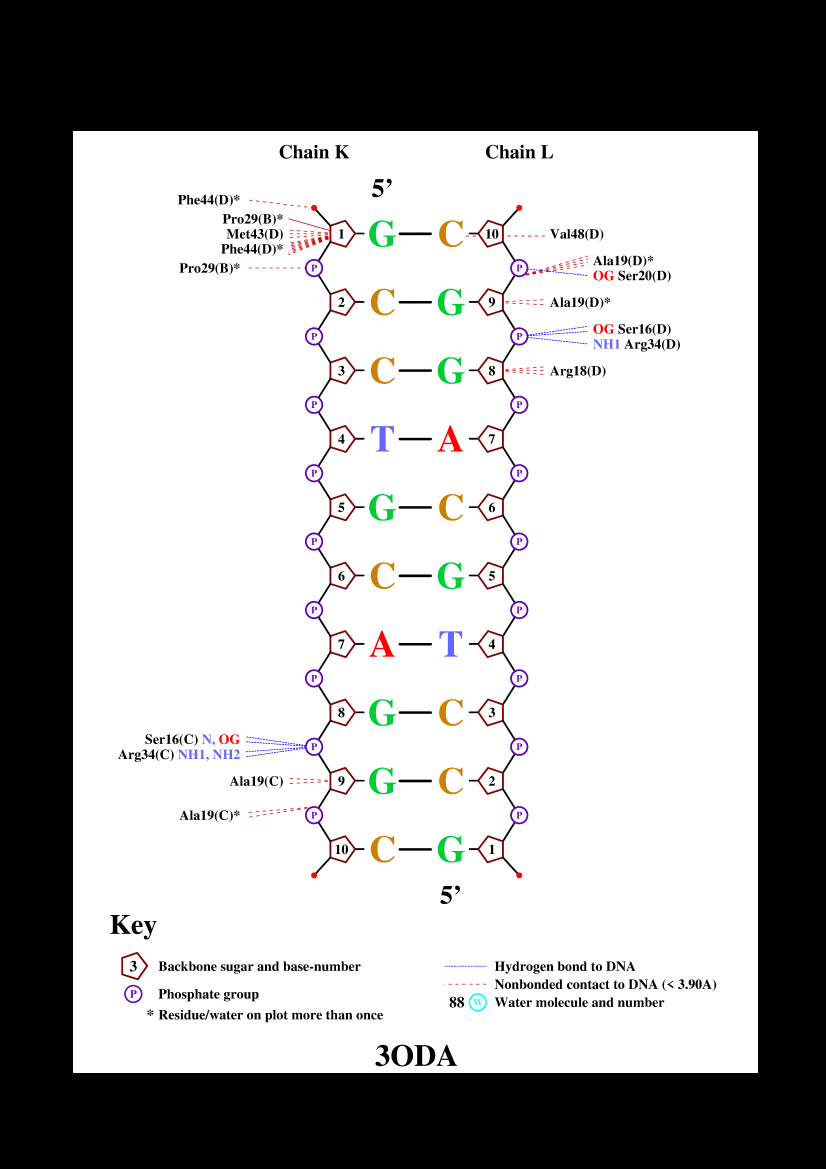 Chain K Chain L
5’
Phe44(D)*
Pro29(B)*
Met43(D) 1 G C 10 Val48(D)
Phe44(D)*
Ala19(D)*
Pro29(B)* P P
OG Ser20(D)
2 C G 9 Ala19(D)*
OG Ser16(D)
P P
NH1 Arg34(D)
3 C G 8 Arg18(D)
P P
4 T A 7
P P
5 G C 6
P P
6 C G 5
P P
7 A T 4
P P
8 G C 3
Ser16(C) N, OG
P P
Arg34(C) NH1, NH2
Ala19(C) 9 G C 2
Ala19(C)* P P
10 C G 1
5’
Key
3 Backbone sugar and base-number Hydrogen bond to DNA
Nonbonded contact to DNA (< 3.90A)
P Phosphate group
88 W Water molecule and number
* Residue/water on plot more than once
3ODA